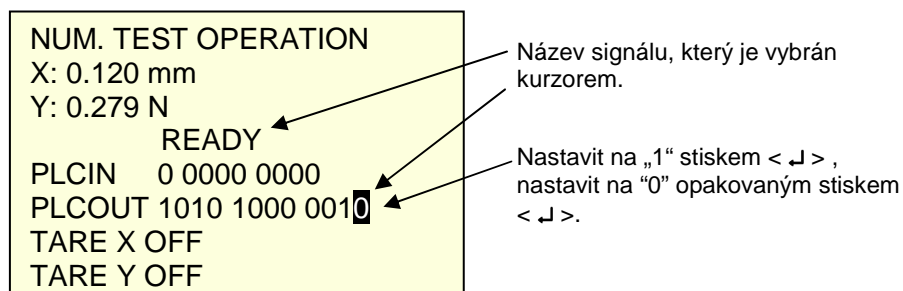 NUM. TEST OPERATION
X: 0.120 mm
Y: 0.279 N
READY
PLCIN 0 0000 0000
PLCOUT 1010 1000 0010
TARE X OFF
TARE Y OFF
Název signálu, který je vybrán
kurzorem.
Nastavit na „1“ stiskem < ↵ > ,
nastavit na “0” opakovaným stiskem
< ↵ >.